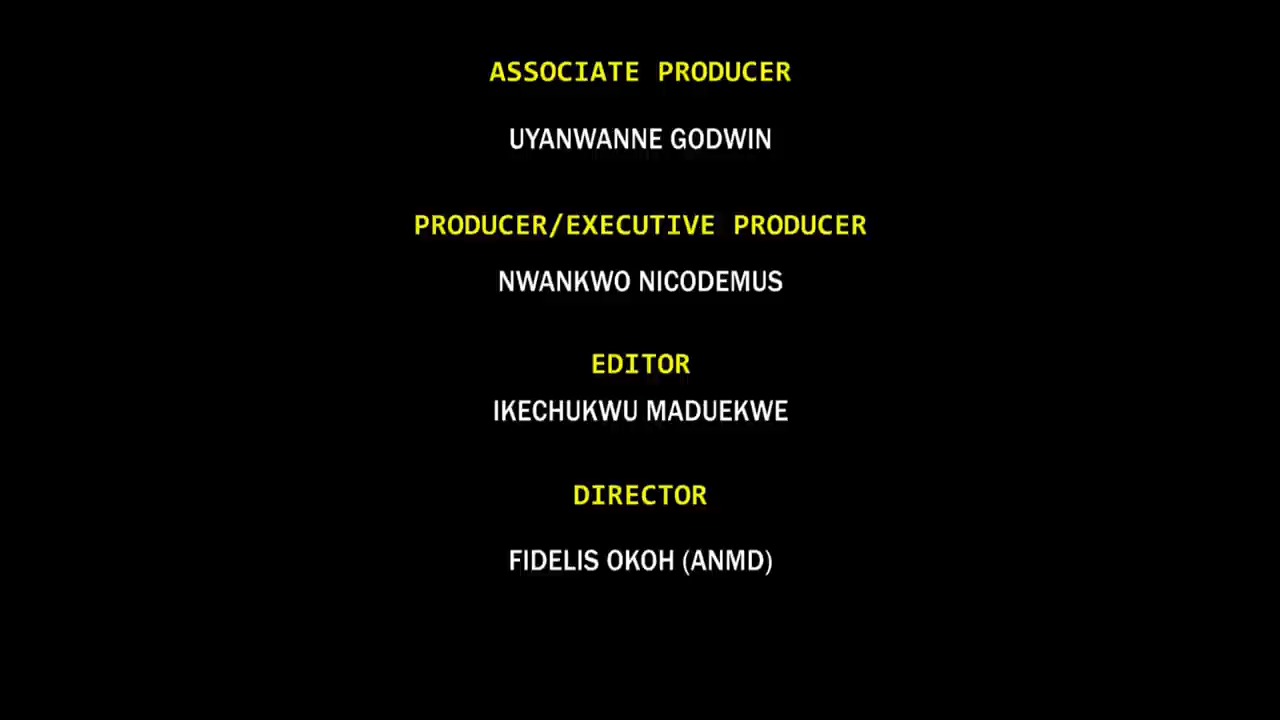 ASSOCIATE PRODUCER
UYANWANNE GODWIN
PRODUCER/EXECUTIVE PRODUCER
NWANKWO NICODEMUS
EDITOR
IKECHUKWU MADUEKWE
DIRECTOR
FIDELIS OKOH (ANMD)